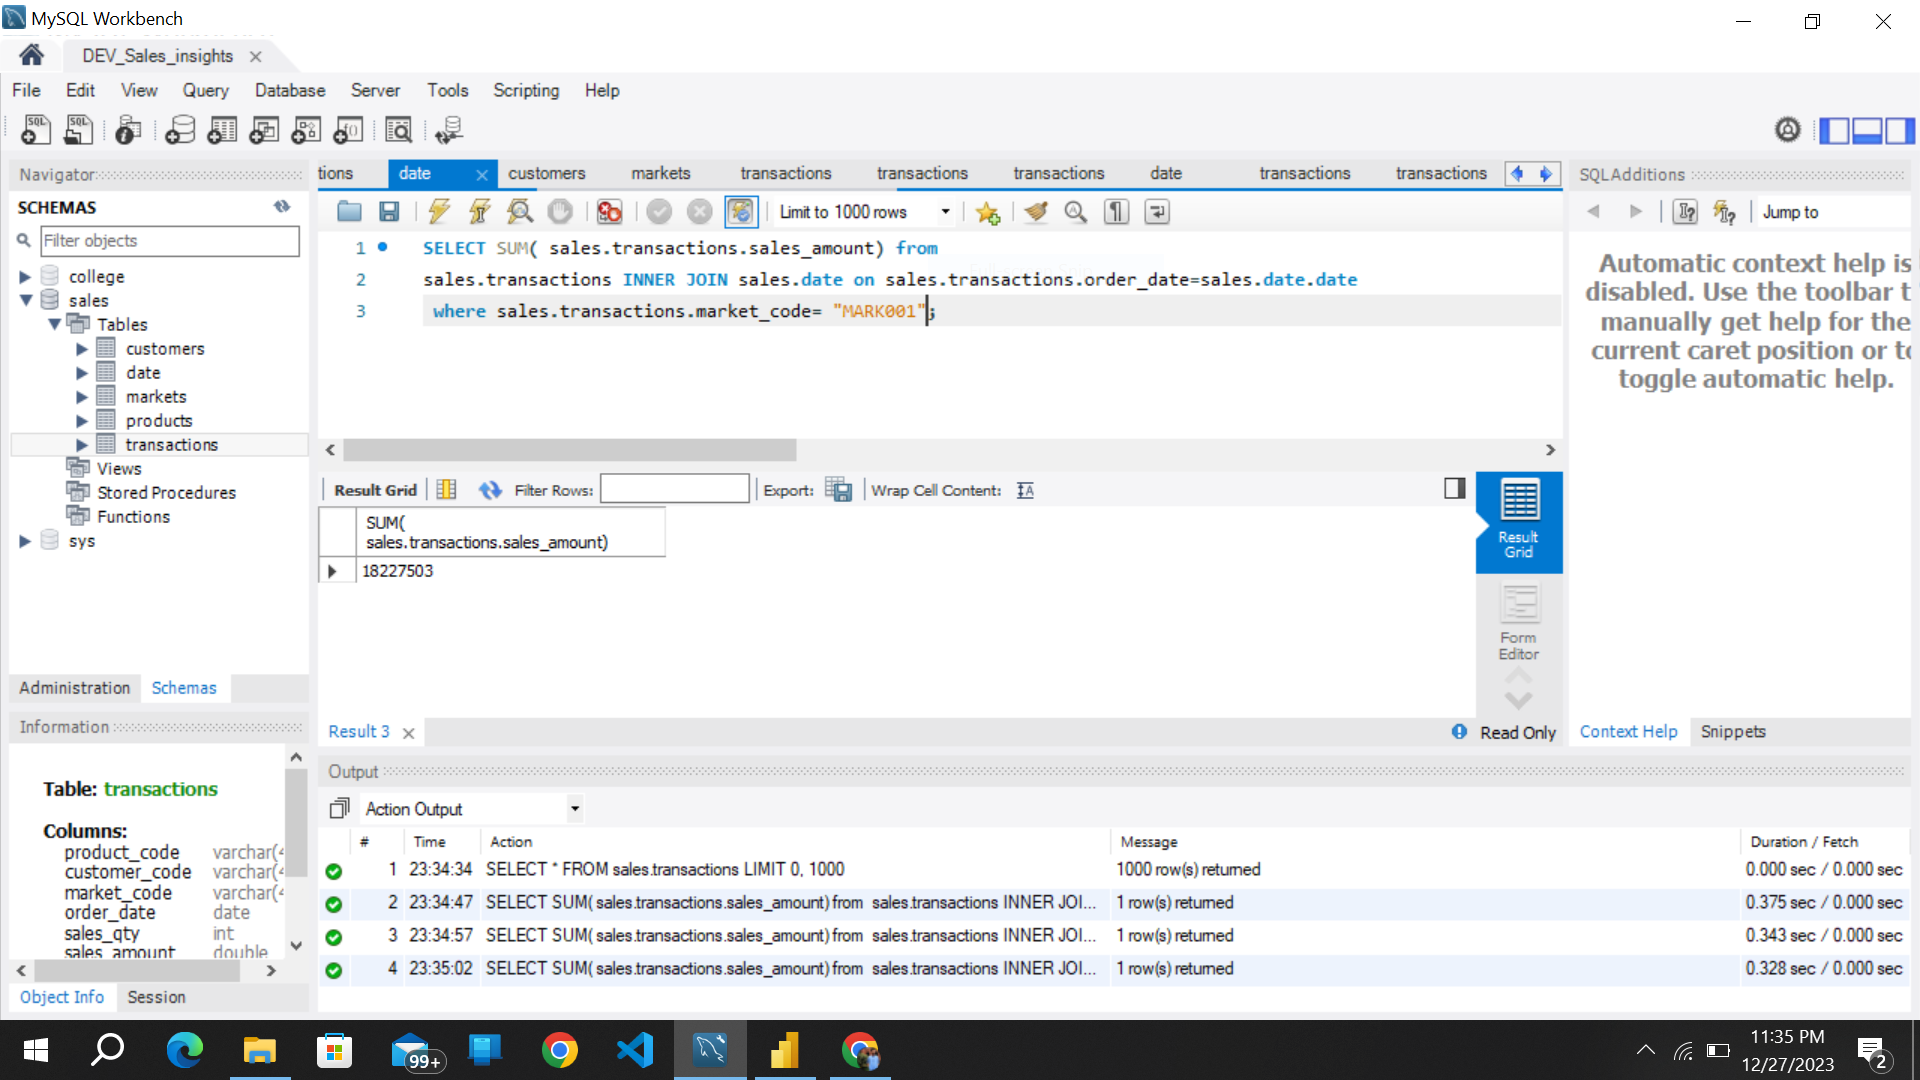 MySQL Workbench
DEV_Sales_insights
File Edit View Query Database Server Tools Scripting Help
Navigator
SCHEMAS
Filter objects
college
sales
Tables
customers
date
markets
products
transactions
Views
Stored Procedures
Functions
sys
Administration Schemas
Information
Table: transactions
Columns:
product_code varchar(4
customer_code varchar(4
market_code varchar(4
order_date date
sales_qty int
sales_amount double
Object Info Session
tions date customers markets transactions transactions transactions date transactions transactions
Limit to 1000 rows
1 SELECT SUM( sales.transactions.sales_amount) from
2 sales.transactions INNER JOIN sales.date on sales.transactions.order_date=sales.date.date
3 where sales.transactions.market_code= "MARK001";
Result Grid Filter Rows: Export: Wrap Cell Content:
SUM(
sales.transactions.sales_amount)
18227503
Result
Grid
Form
Editor
Result 3 Read Only
SQLAdditions
Jump to
Automatic context help is
disabled. Use the toolbar t
manually get help for the
current caret position or to
toggle automatic help.
Context Help Snippets
Output
Action Output
# Time Action Message Duration / Fetch
1 23:34:34 SELECT * FROM sales.transactions LIMIT 0, 1000 1000 row(s) returned 0.000 sec / 0.000 sec
2 23:34:47 SELECT SUM( sales.transactions.sales_amount) from sales.transactions INNER JOI... 1 row(s) returned 0.375 sec / 0.000 sec
3 23:34:57 SELECT SUM( sales.transactions.sales_amount) from sales.transactions INNER JOI... 1 row(s) returned 0.343 sec / 0.000 sec
4 23:35:02 SELECT SUM( sales.transactions.sales_amount) from sales.transactions INNER JOI... 1 row(s) returned 0.328 sec / 0.000 sec
99+
11:35 PM
12/27/2023
2